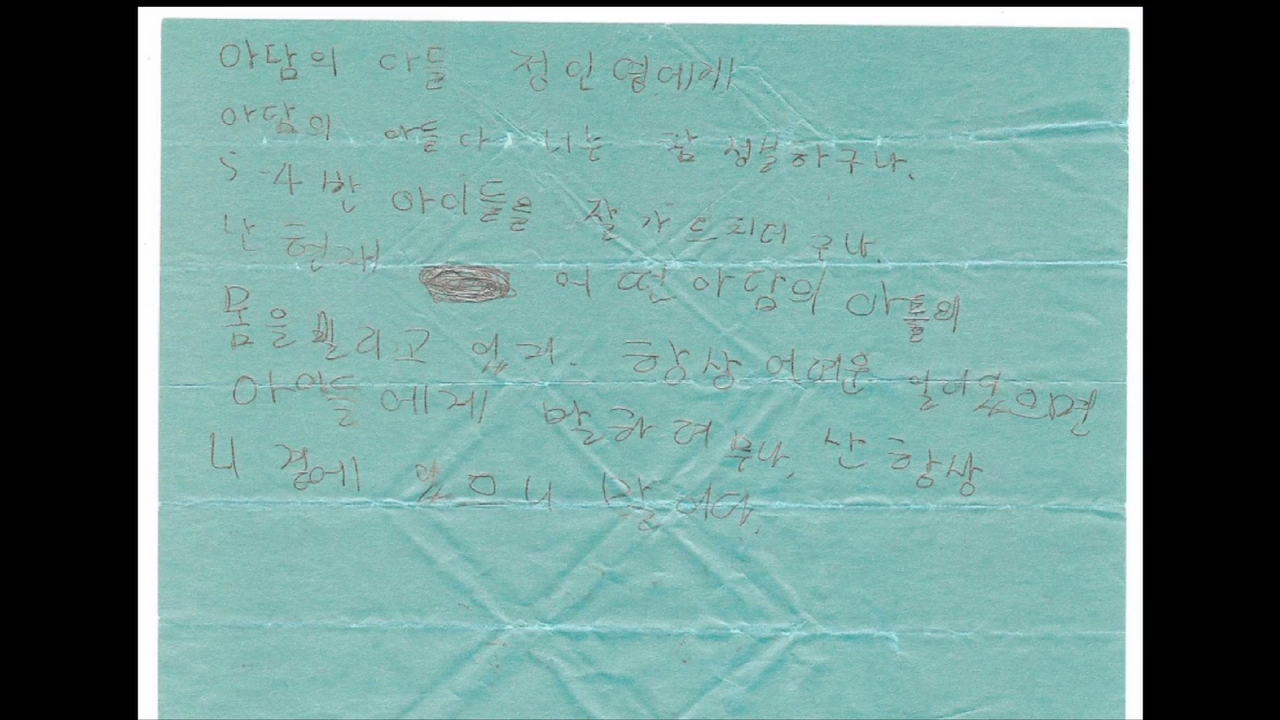 아담의 아들 정인영에게
아담의 아들아 너는 참 성실하구나.
5-4반 아이들을 잘 가르치더구나.
난 현재 어떤 아담의 아들의
몸을 빌리고 있지. 항상 어려운 일이있으면
아이들에게 말하려무나. 난 항상
니 곁에 있으니 말이다.